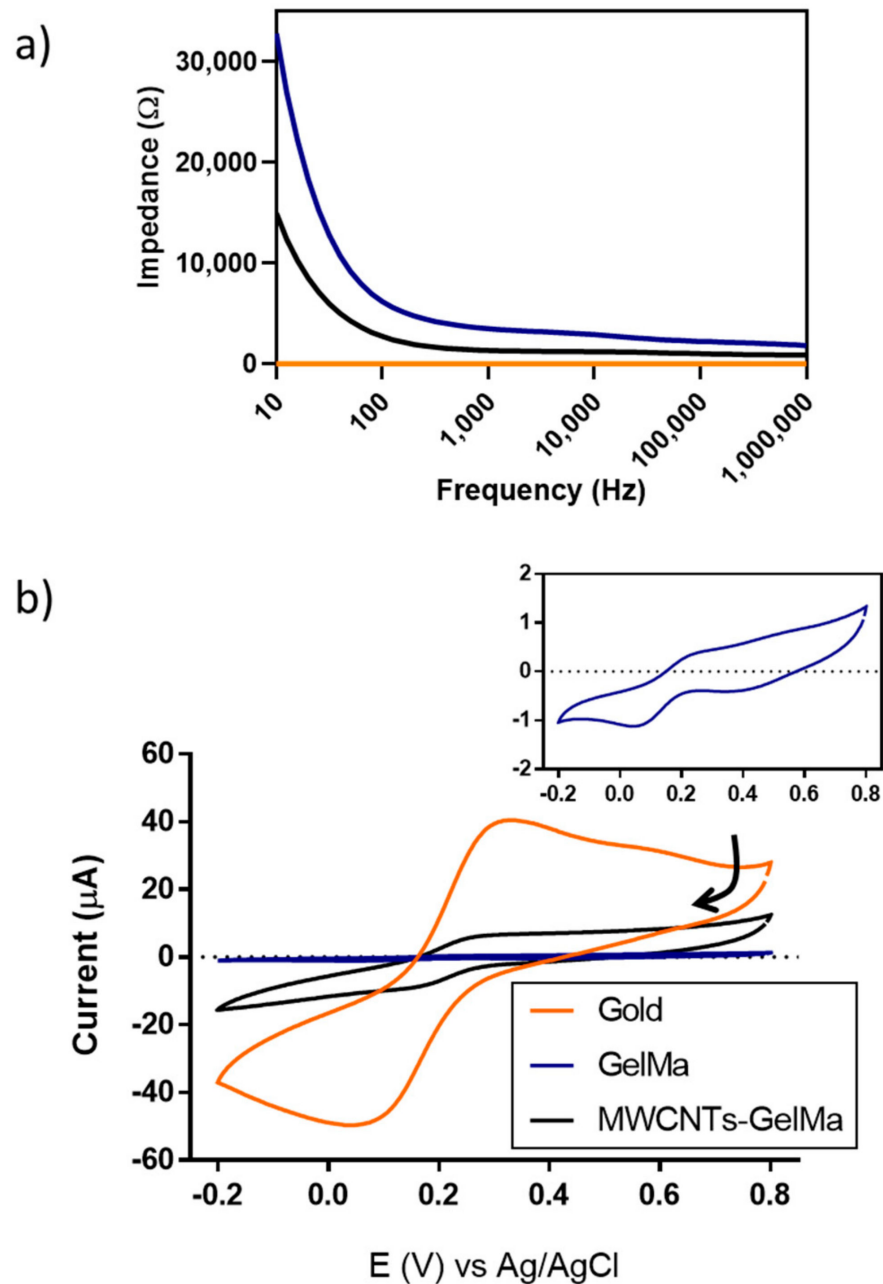 a)
Impedance (Ω)
30,000
20,000
10,000
0
10
100
1,000
10,000
100,000
1,000,000
Frequency (Hz)
b)
2
1
0
-1
-2
-0.2 0.0 0.2 0.4 0.6 0.8
Current (µA)
60
40
20
0
-20
-40
-60
Gold
GelMa
MWCNTs-GelMa
-0.2 0.0 0.2 0.4 0.6 0.8
E (V) vs Ag/AgCl